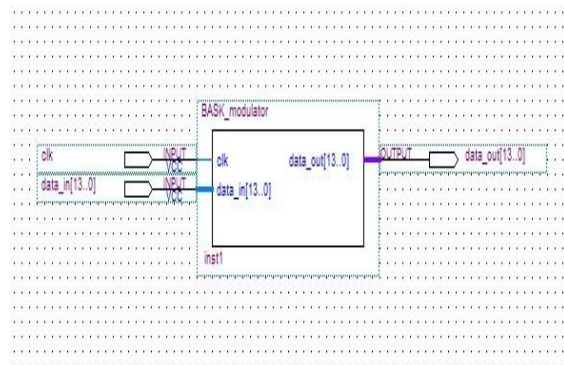 BASK_modulator
clk INPUT VCC clk data_out[13..0] OUTPUT data_out[13..0]
data_in[13..0] INPUT VCC data_in[13..0]
inst1